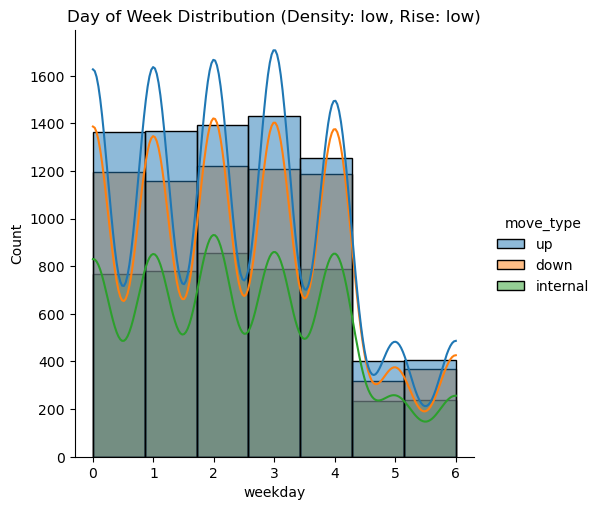 Day of Week Distribution (Density: low, Rise: low)
1600
1400
1200
1000
800
600
400
200
0
Count
0 1 2 3 4 5 6
weekday
move_type
up
down
internal